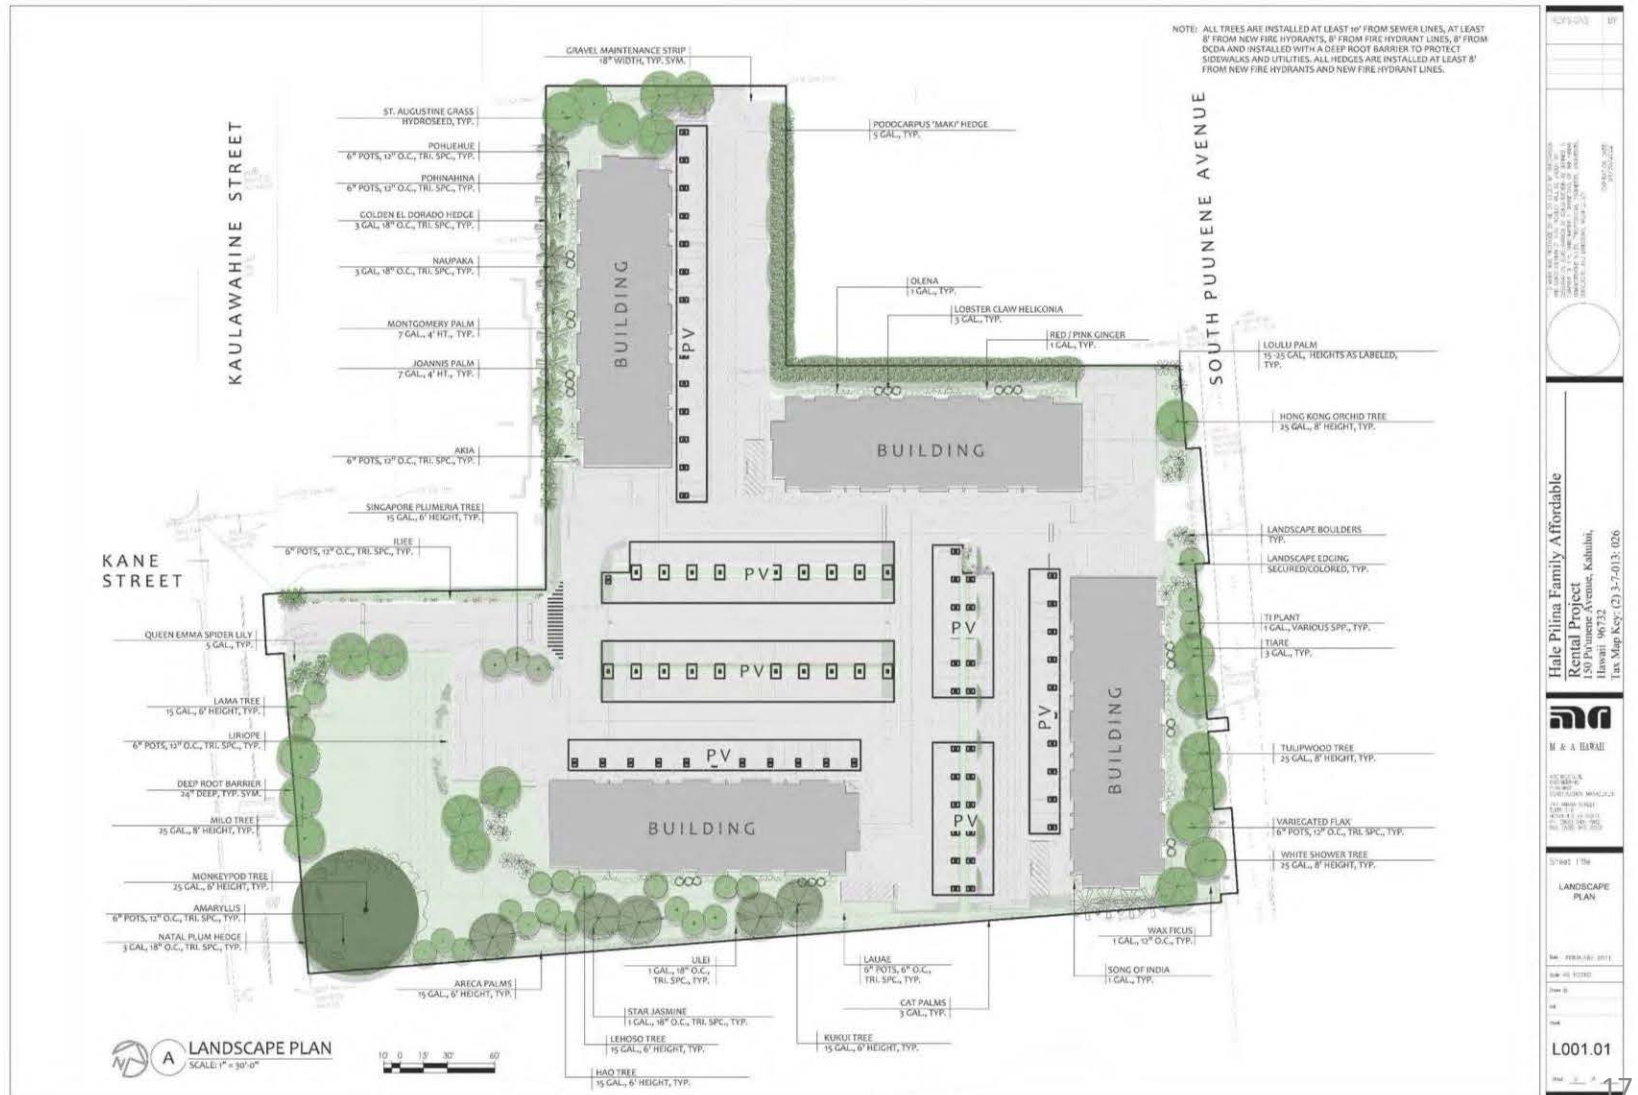 NOTE: ALL TREES ARE INSTALLED AT LEAST 10' FROM SEWER LINES, AT LEAST
8' FROM NEW FIRE HYDRANTS, 8' FROM FIRE HYDRANT LINES, 8' FROM
DCDA AND INSTALLED WITH A DEEP ROOT BARRIER TO PROTECT
SIDEWALKS AND UTILITIES. ALL HEDGES ARE INSTALLED AT LEAST 8'
FROM NEW FIRE HYDRANTS AND NEW FIRE HYDRANT LINES.
GRAVEL MAINTENANCE STRIP
18" WIDTH, TYP. SYM.
ST. AUGUSTINE GRASS
HYDROSEED, TYP.
POHUEHUE
6" POTS, 12" O.C., TRI. SPC., TYP.
POHINAHINA
6" POTS, 12" O.C., TRI. SPC., TYP.
GOLDEN EL DORADO HEDGE
3 GAL, 18" O.C., TRI. SPC., TYP.
NAUPAKA
3 GAL, 18" O.C., TRI. SPC., TYP.
MONTGOMERY PALM
7 GAL, 4' HT., TYP.
JOANNIS PALM
7 GAL, 4' HT., TYP.
AKIA
6" POTS, 12" O.C., TRI. SPC., TYP.
SINGAPORE PLUMERIA TREE
15 GAL., 6' HEIGHT, TYP.
ILIEE
6" POTS, 12" O.C., TRI. SPC., TYP.
KAULAWAHINE STREET
KANE
STREET
SOUTH PUUNENE AVENUE
PODOCARPUS 'MAKI' HEDGE
5 GAL., TYP.
OLENA
1 GAL., TYP.
LOBSTER CLAW HELICONIA
3 GAL., TYP.
RED / PINK GINGER
1 GAL., TYP.
LOULU PALM
15 -25 GAL, HEIGHTS AS LABELED,
TYP.
HONG KONG ORCHID TREE
25 GAL., 8' HEIGHT, TYP.
LANDSCAPE BOULDERS
TYP.
LANDSCAPE EDGING
SECURED/COLORED, TYP.
TI PLANT
1 GAL., VARIOUS SPP., TYP.
TIARE
3 GAL., TYP.
TULIPWOOD TREE
25 GAL., 8' HEIGHT, TYP.
VARIEGATED FLAX
6" POTS, 12" O.C., TRI. SPC., TYP.
WHITE SHOWER TREE
25 GAL., 8' HEIGHT, TYP.
BUILDING
PV
BUILDING
PV
PV
PV
PV
PV
PV
BUILDING
BUILDING
QUEEN EMMA SPIDER LILY
5 GAL., TYP.
LAMA TREE
15 GAL., 6' HEIGHT, TYP.
LIRIOPE
6" POTS, 12" O.C., TRI. SPC., TYP.
DEEP ROOT BARRIER
24" DEEP, TYP. SYM.
MILO TREE
25 GAL., 8' HEIGHT, TYP.
MONKEYPOD TREE
25 GAL., 6' HEIGHT, TYP.
AMARYLLUS
6" POTS, 12" O.C., TRI. SPC., TYP.
NATAL PLUM HEDGE
3 GAL, 18" O.C., TRI. SPC., TYP.
ARECA PALMS
15 GAL., 6' HEIGHT, TYP.
ULEI
1 GAL., 18" O.C.,
TRI. SPC., TYP.
STAR JASMINE
1 GAL., 18" O.C., TRI. SPC., TYP.
LEHOSO TREE
15 GAL., 6' HEIGHT, TYP.
HAO TREE
15 GAL., 6' HEIGHT, TYP.
KUKUI TREE
15 GAL., 6' HEIGHT, TYP.
LAUAE
6" POTS, 6" O.C.,
TRI. SPC., TYP.
CAT PALMS
3 GAL., TYP.
SONG OF INDIA
1 GAL., TYP.
WAX FICUS
1 GAL., 12" O.C., TYP.
N
A
LANDSCAPE PLAN
SCALE: 1" = 30'-0"
10 0 15' 30' 60'
Hale Pilina Family Affordable
Rental Project
150 Pu'unene Avenue, Kahului,
Hawaii 96732
Tax Map Key: (2) 3-7-013: 026
M & A HAWAII
Sheet Title
LANDSCAPE
PLAN
L001.01
17